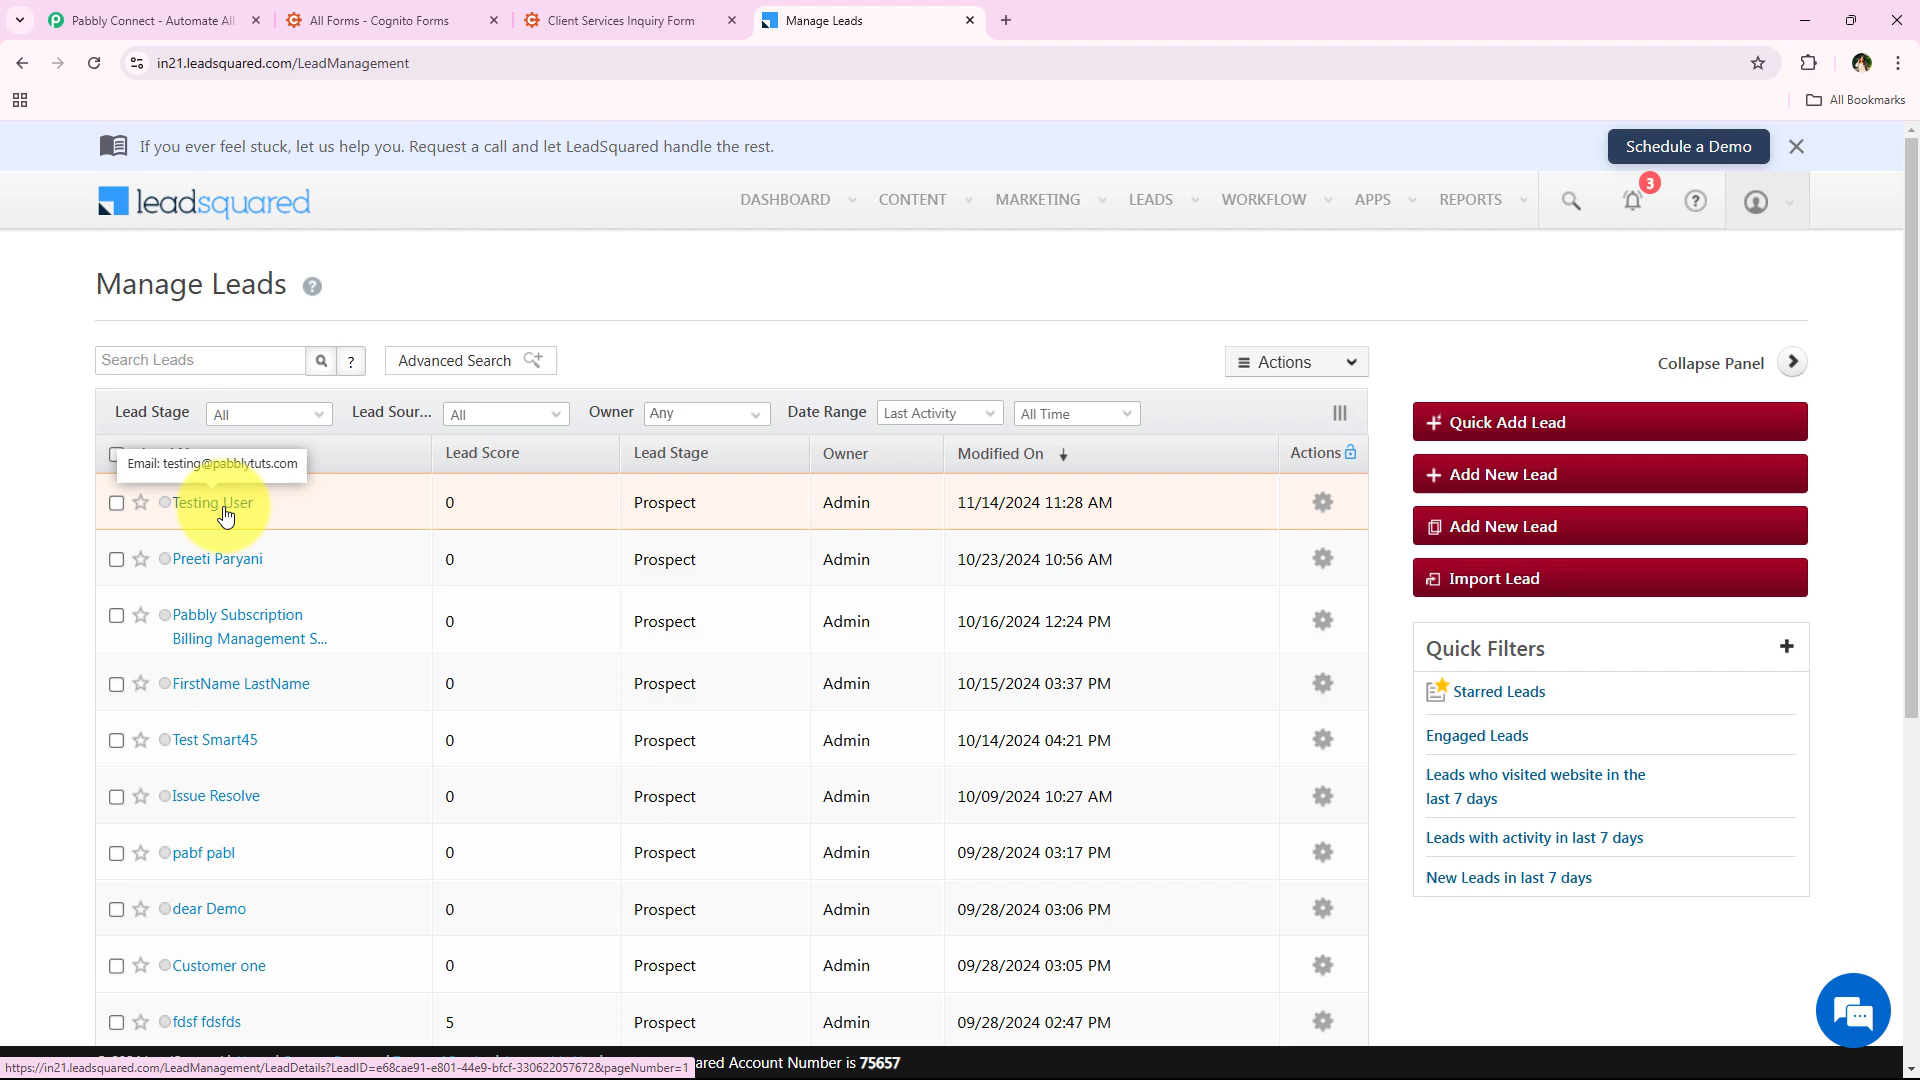 Pabbly Connect - Automate All
All Forms - Cognito Forms
Client Services Inquiry Form
Manage Leads
in21.leadsquared.com/LeadManagement
All Bookmarks
If you ever feel stuck, let us help you. Request a call and let LeadSquared handle the rest.
Schedule a Demo
leadsquared
DASHBOARD
CONTENT
MARKETING
LEADS
WORKFLOW
APPS
REPORTS
3
Manage Leads
Search Leads
?
Advanced Search
Actions
Collapse Panel
Lead Stage
All
Lead Sour...
All
Owner
Any
Date Range
Last Activity
All Time
Lead Score
Lead Stage
Owner
Modified On
Actions
Email: testing@pabblytuts.com
Testing User
0
Prospect
Admin
11/14/2024 11:28 AM
Preeti Paryani
0
Prospect
Admin
10/23/2024 10:56 AM
Pabbly Subscription
Billing Management S...
0
Prospect
Admin
10/16/2024 12:24 PM
FirstName LastName
0
Prospect
Admin
10/15/2024 03:37 PM
Test Smart45
0
Prospect
Admin
10/14/2024 04:21 PM
Issue Resolve
0
Prospect
Admin
10/09/2024 10:27 AM
pabf pabl
0
Prospect
Admin
09/28/2024 03:17 PM
dear Demo
0
Prospect
Admin
09/28/2024 03:06 PM
Customer one
0
Prospect
Admin
09/28/2024 03:05 PM
fdsf fdsfds
5
Prospect
Admin
09/28/2024 02:47 PM
Quick Add Lead
Add New Lead
Add New Lead
Import Lead
Quick Filters
Starred Leads
Engaged Leads
Leads who visited website in the
last 7 days
Leads with activity in last 7 days
New Leads in last 7 days
https://in21.leadsquared.com/LeadManagement/LeadDetails?LeadID=e68cae91-e801-44e9-bfcf-330622057672&pageNumber=1
ared Account Number is 75657